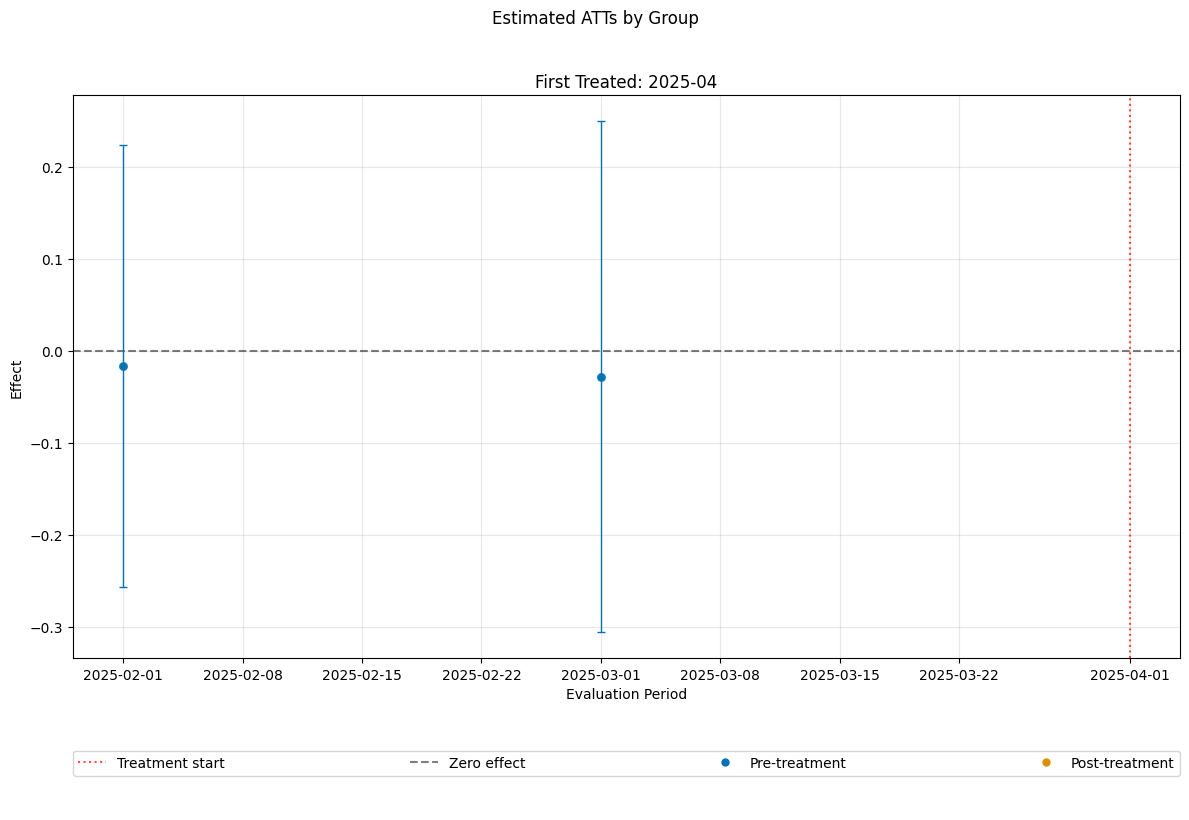 Estimated ATTs by Group
First Treated: 2025-04
Effect
0.2
0.1
0.0
−0.1
−0.2
−0.3
2025-02-01 2025-02-08 2025-02-15 2025-02-22 2025-03-01 2025-03-08 2025-03-15 2025-03-22 2025-04-01
Evaluation Period
Treatment start Zero effect Pre-treatment Post-treatment